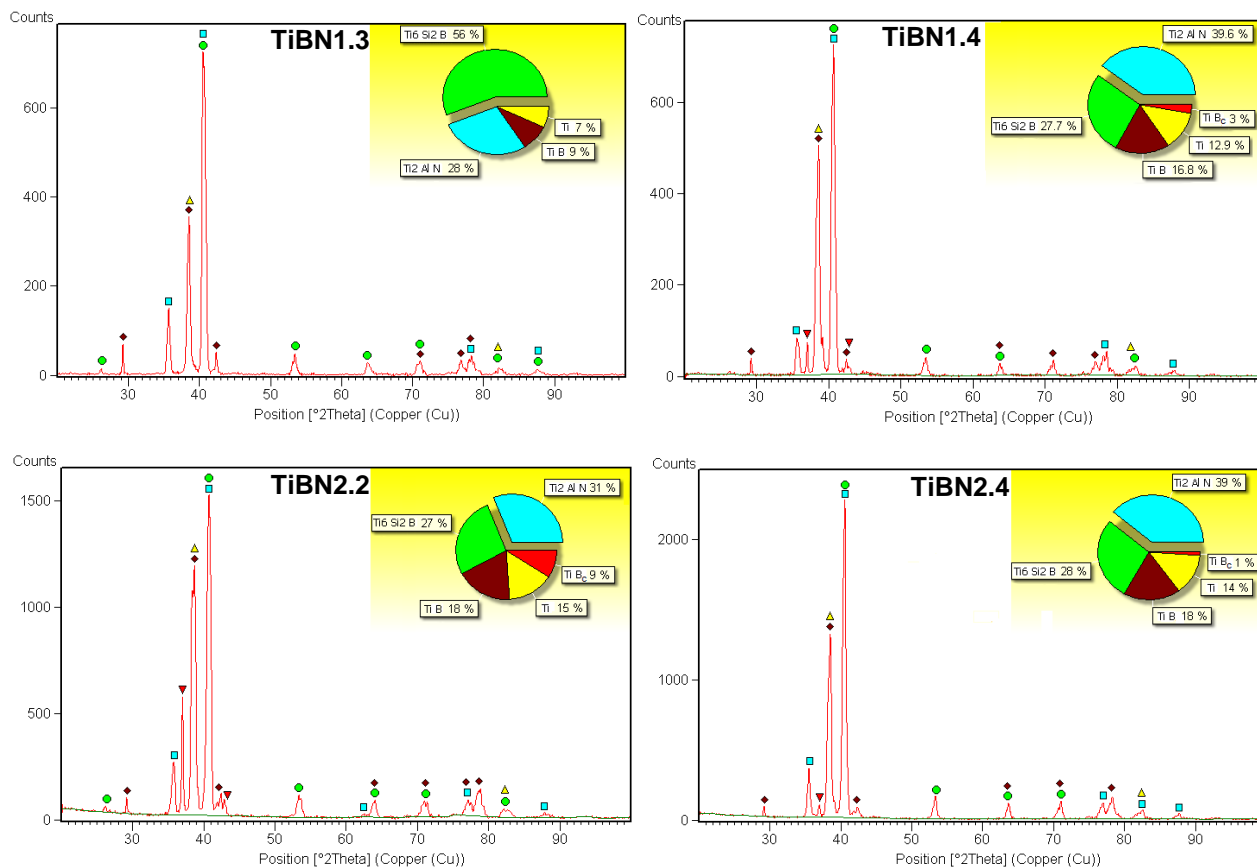 Counts
TiBN1.3
Ti6 Si2 B 56 %
Ti 7 %
Ti B 9 %
Ti2 Al N 28 %
600
400
200
0
30 40 50 60 70 80 90
Position [°2Theta] (Copper (Cu))
Counts
TiBN1.4
Ti2 Al N 39.6 %
Ti Bc 3 %
Ti6 Si2 B 27.7 %
Ti 12.9 %
Ti B 16.8 %
600
400
200
0
30 40 50 60 70 80 90
Position [°2Theta] (Copper (Cu))
Counts
TiBN2.2
Ti2 Al N 31 %
Ti6 Si2 B 27 %
Ti Bc 9 %
Ti B 18 %
Ti 15 %
1500
1000
500
0
30 40 50 60 70 80 90
Position [°2Theta] (Copper (Cu))
Counts
TiBN2.4
Ti2 Al N 39 %
Ti Bc 1 %
Ti6 Si2 B 28 %
Ti 14 %
Ti B 18 %
2000
1000
0
30 40 50 60 70 80 90
Position [°2Theta] (Copper (Cu))